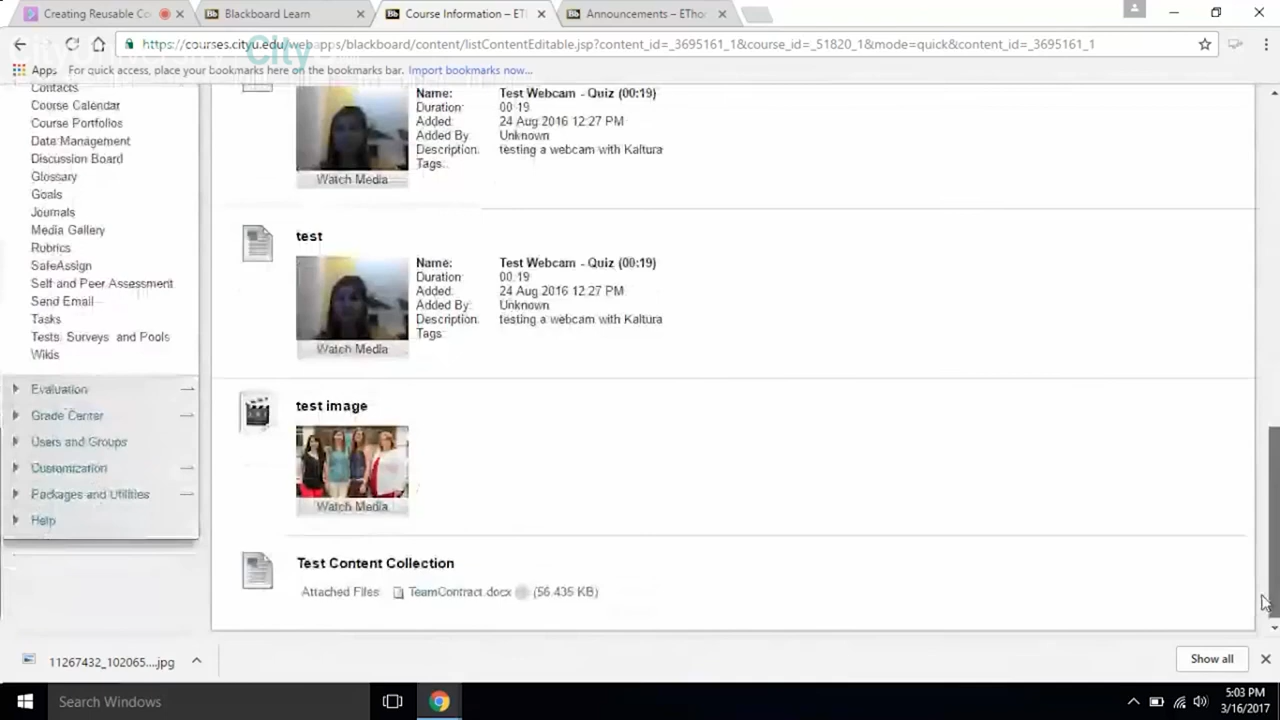 Creating Reusable Co
Blackboard Learn
Course Information – ET
Announcements – EThor
https://courses.cityu.edu/webapps/blackboard/content/listContentEditable.jsp?content_id=_3695161_1&course_id=_51820_1&mode=quick&content_id=_3695161_1
Apps
For quick access, place your bookmarks here on the bookmarks bar. Import bookmarks now...
Contacts
Course Calendar
Course Portfolios
Data Management
Discussion Board
Glossary
Goals
Journals
Media Gallery
Rubrics
SafeAssign
Self and Peer Assessment
Send Email
Tasks
Tests, Surveys, and Pools
Wikis
Evaluation
Grade Center
Users and Groups
Customization
Packages and Utilities
Help
Name: Test Webcam - Quiz (00:19)
Duration: 00:19
Added: 24 Aug 2016 12:27 PM
Added By: Unknown
Description: testing a webcam with Kaltura
Tags:
Watch Media
test
Name: Test Webcam - Quiz (00:19)
Duration: 00:19
Added: 24 Aug 2016 12:27 PM
Added By: Unknown
Description: testing a webcam with Kaltura
Tags:
Watch Media
test image
Watch Media
Test Content Collection
Attached Files: TeamContract.docx (56.435 KB)
11267432_102065....jpg
Show all
Search Windows
5:03 PM
3/16/2017